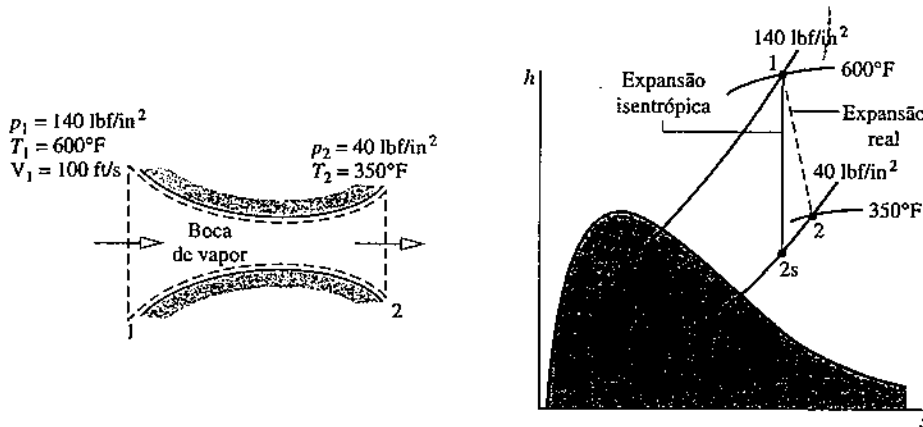 p₁ = 140 lbf/in²
T₁ = 600°F
V₁ = 100 ft/s
p₂ = 40 lbf/in²
T₂ = 350°F
Boca
de vapor
1
2
h
140 lbf/in²
1
600°F
Expansão
isentrópica
Expansão
real
40 lbf/in²
350°F
2
2s